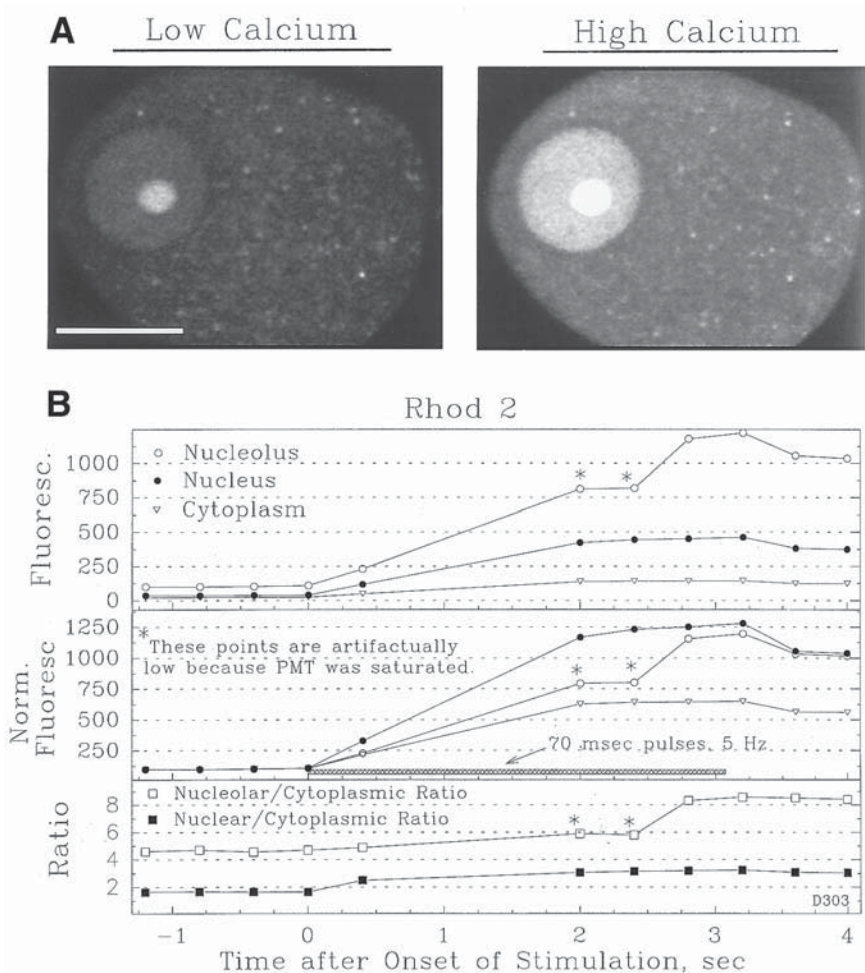 A
Low Calcium
High Calcium
B
Rhod 2
Fluoresc.
1000
750
500
250
0
Nucleolus
Nucleus
Cytoplasm
* *
Norm.
Fluoresc
1250
1000
750
500
250
* These points are artifactually
low because PMT was saturated.
* *
70 msec pulses, 5 Hz
Ratio
8
6
4
2
Nucleolar/Cytoplasmic Ratio
Nuclear/Cytoplasmic Ratio
* *
D303
-1 0 1 2 3 4
Time after Onset of Stimulation, sec